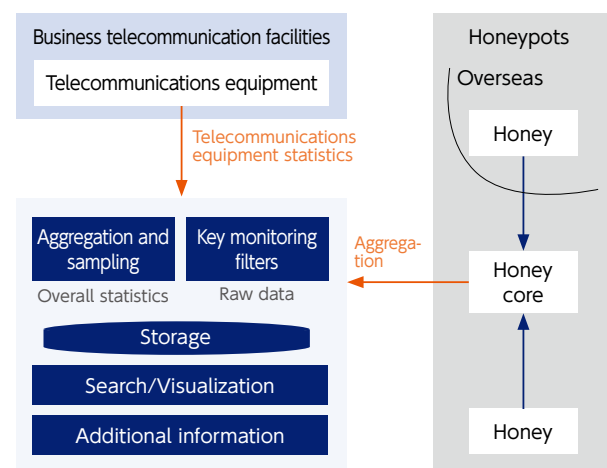 Business telecommunication facilities
Telecommunications equipment
Telecommunications
equipment statistics
Aggregation and
sampling
Key monitoring
filters
Overall statistics
Raw data
Storage
Search/Visualization
Additional information
Aggrega-
tion
Honeypots
Overseas
Honey
Honey
core
Honey